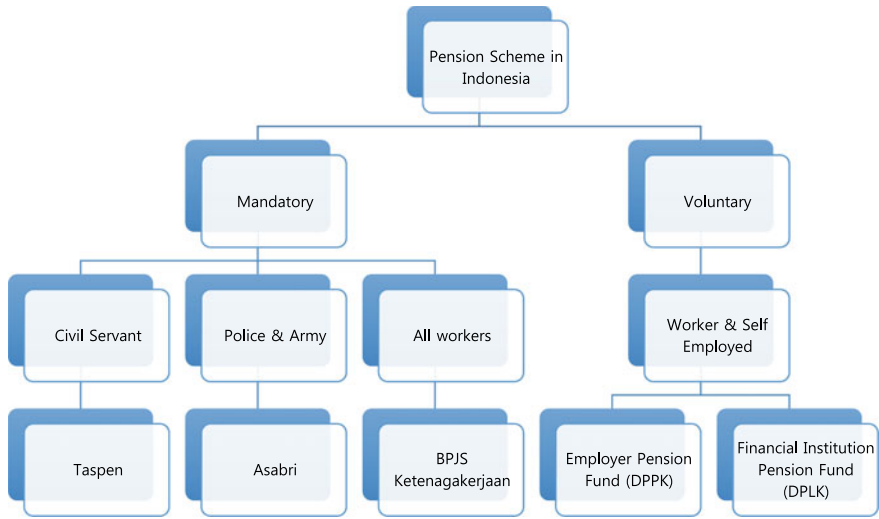 Pension Scheme in
Indonesia
Mandatory
Voluntary
Civil Servant
Police & Army
All workers
Worker & Self
Employed
Taspen
Asabri
BPJS
Ketenagakerjaan
Employer Pension
Fund (DPPK)
Financial Institution
Pension Fund
(DPLK)